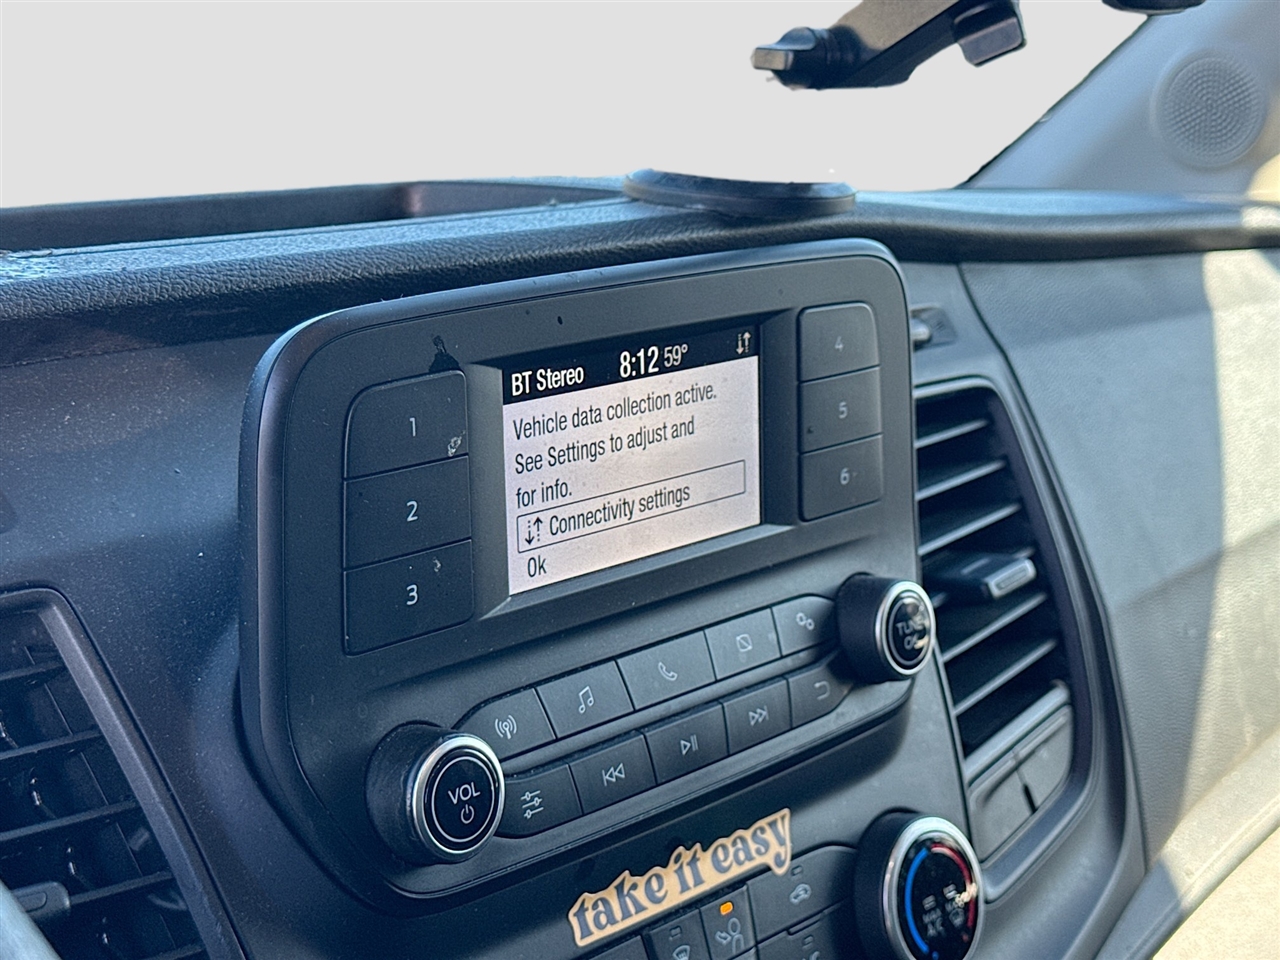 BT Stereo 8:12 59°
Vehicle data collection active.
See Settings to adjust and
for info.
Connectivity settings
Ok
1
2
3
4
5
6
VOL
TUNE
take it easy